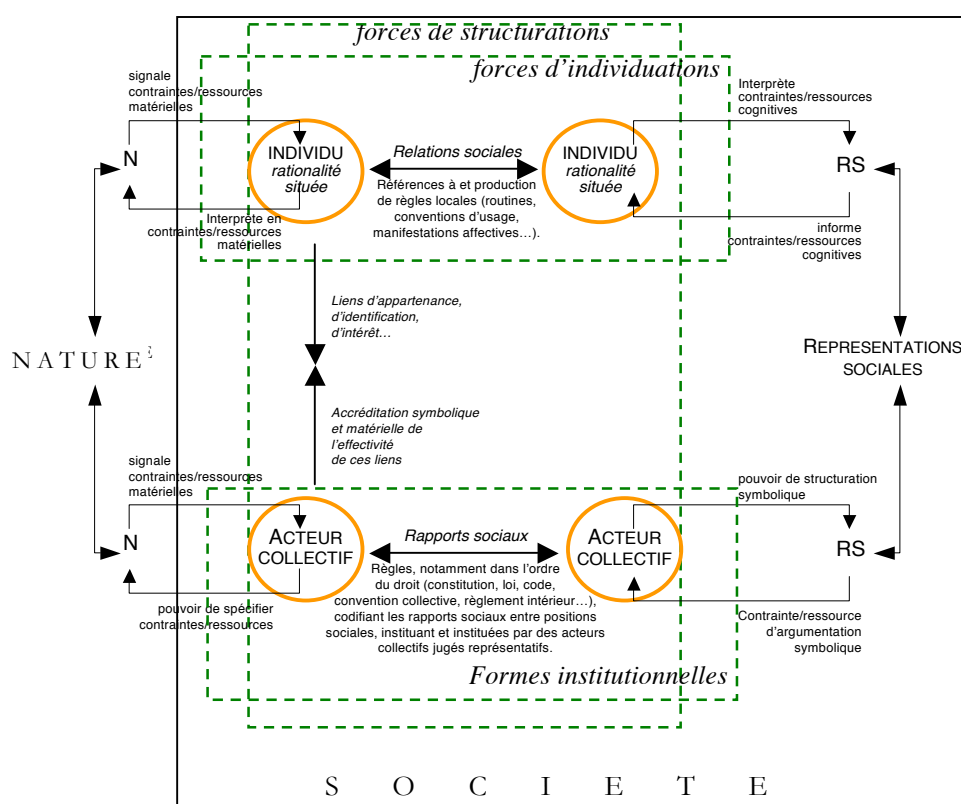 forces de structurations
forces d'individuations
signale
contraintes/ressources
matérielles
N
INDIVIDU
rationalité
située
Interprète en
contraintes/ressources
matérielles
Relations sociales
Références à et production
de règles locales (routines,
conventions d'usage,
manifestations affectives…).
INDIVIDU
rationalité
située
Interprète
contraintes/ressources
cognitives
RS
informe
contraintes/ressources
cognitives
Liens d'appartenance,
d'identification,
d'intérêt…
NATURE E
REPRESENTATIONS
SOCIALES
Accréditation symbolique
et matérielle de
l'effectivité
de ces liens
signale
contraintes/ressources
matérielles
N
ACTEUR
COLLECTIF
pouvoir de spécifier
contraintes/ressources
Rapports sociaux
Règles, notamment dans l'ordre
du droit (constitution, loi, code,
convention collective, règlement intérieur…),
codifiant les rapports sociaux entre positions
sociales, instituant et instituées par des acteurs
collectifs jugés représentatifs.
ACTEUR
COLLECTIF
pouvoir de structuration
symbolique
RS
Contrainte/ressource
d'argumentation
symbolique
Formes institutionnelles
S O C I E T E